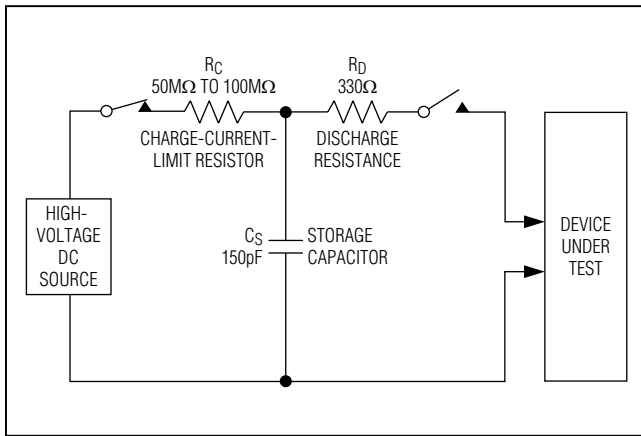 RC
50MΩ TO 100MΩ
CHARGE-CURRENT-
LIMIT RESISTOR
RD
330Ω
DISCHARGE
RESISTANCE
HIGH-
VOLTAGE
DC
SOURCE
CS
150pF
STORAGE
CAPACITOR
DEVICE
UNDER
TEST